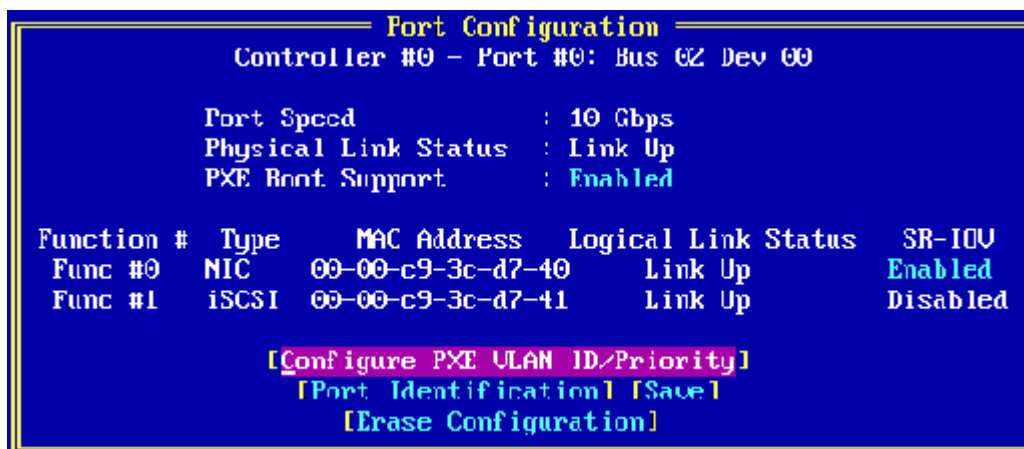 Port Configuration
Controller #0 - Port #0: Bus 02 Dev 00
Port Speed : 10 Gbps
Physical Link Status : Link Up
PXE Boot Support : Enabled
Function # Type MAC Address Logical Link Status SR-IOV
Func #0 NIC 00-00-c9-3c-d7-40 Link Up Enabled
Func #1 iSCSI 00-00-c9-3c-d7-41 Link Up Disabled
[Configure PXE VLAN ID/Priority]
[Port Identification] [Save]
[Erase Configuration]